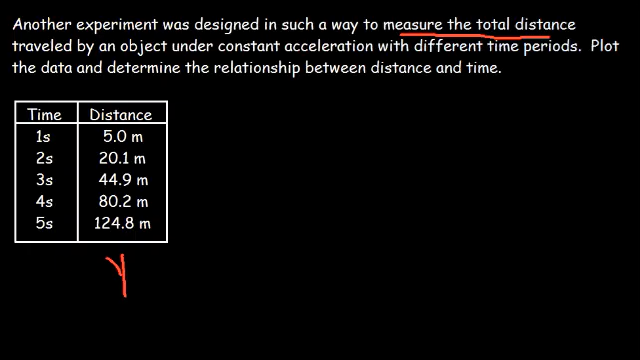 Another experiment was designed in such a way to measure the total distance
traveled by an object under constant acceleration with different time periods.  Plot
the data and determine the relationship between distance and time.
Time Distance
1s 5.0 m
2s 20.1 m
3s 44.9 m
4s 80.2 m
5s 124.8 m
y